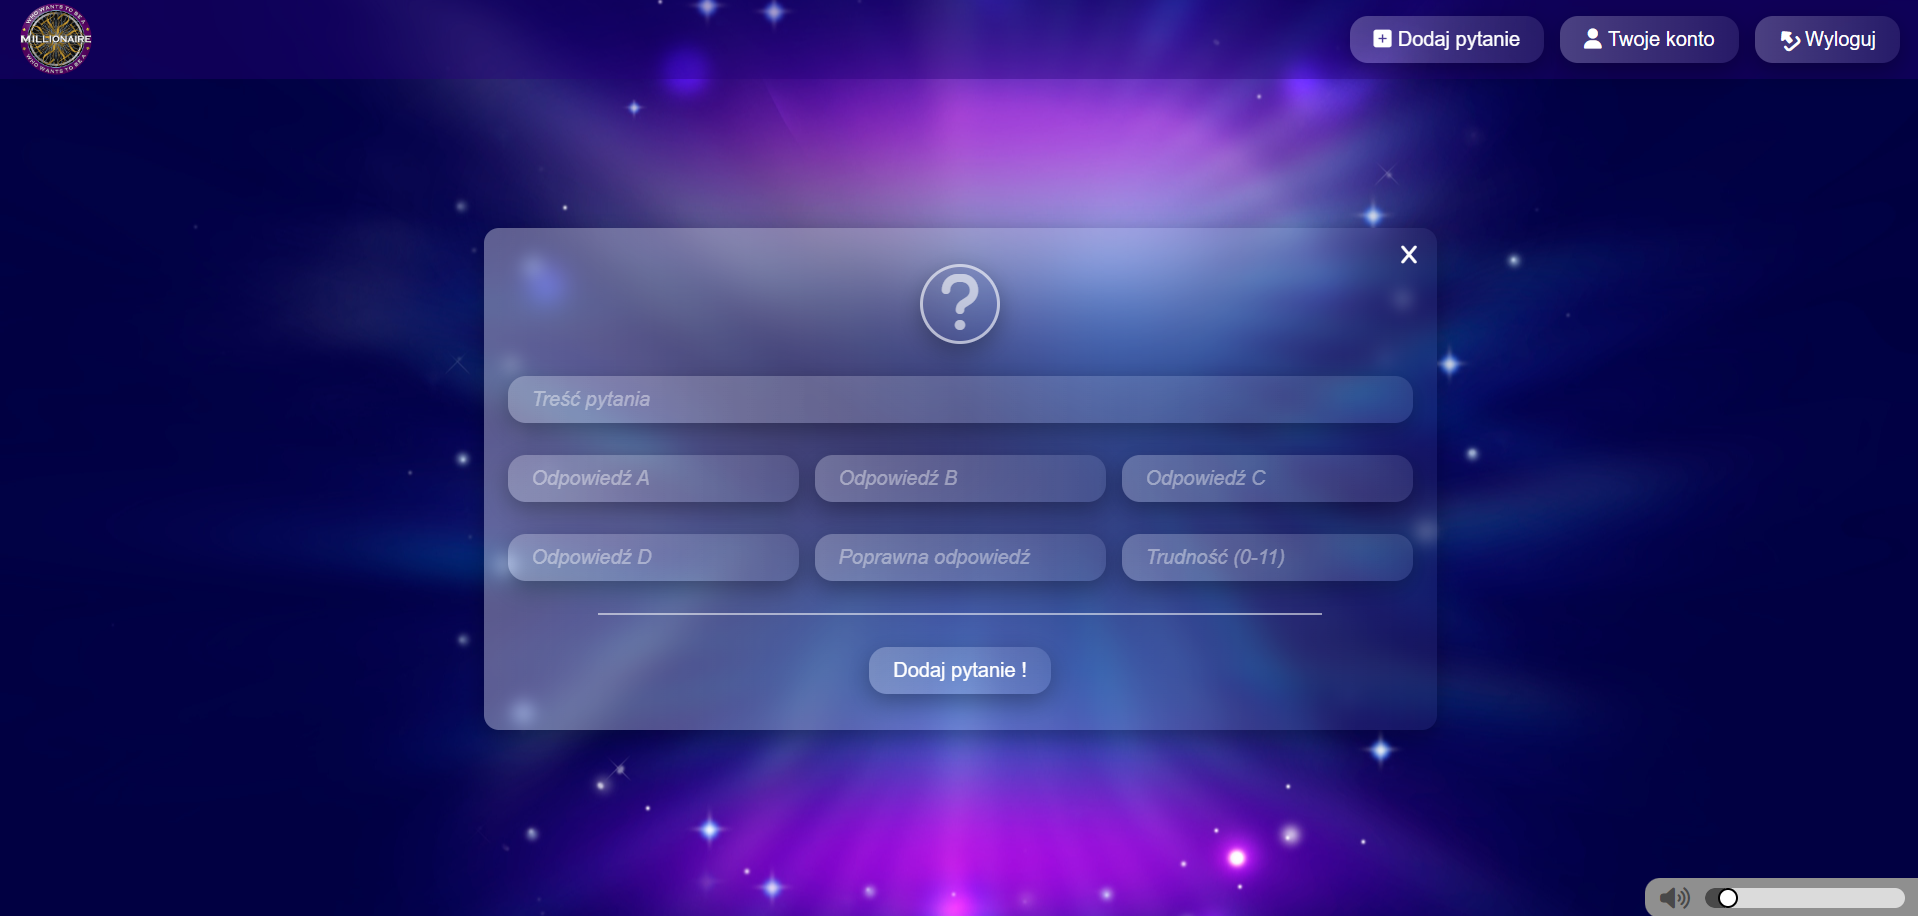 WHO WANTS TO BE A
MILLIONAIRE
WHO WANTS TO BE A
Dodaj pytanie
Twoje konto
Wyloguj
X
?
Treść pytania
Odpowiedź A
Odpowiedź B
Odpowiedź C
Odpowiedź D
Poprawna odpowiedź
Trudność (0-11)
Dodaj pytanie !